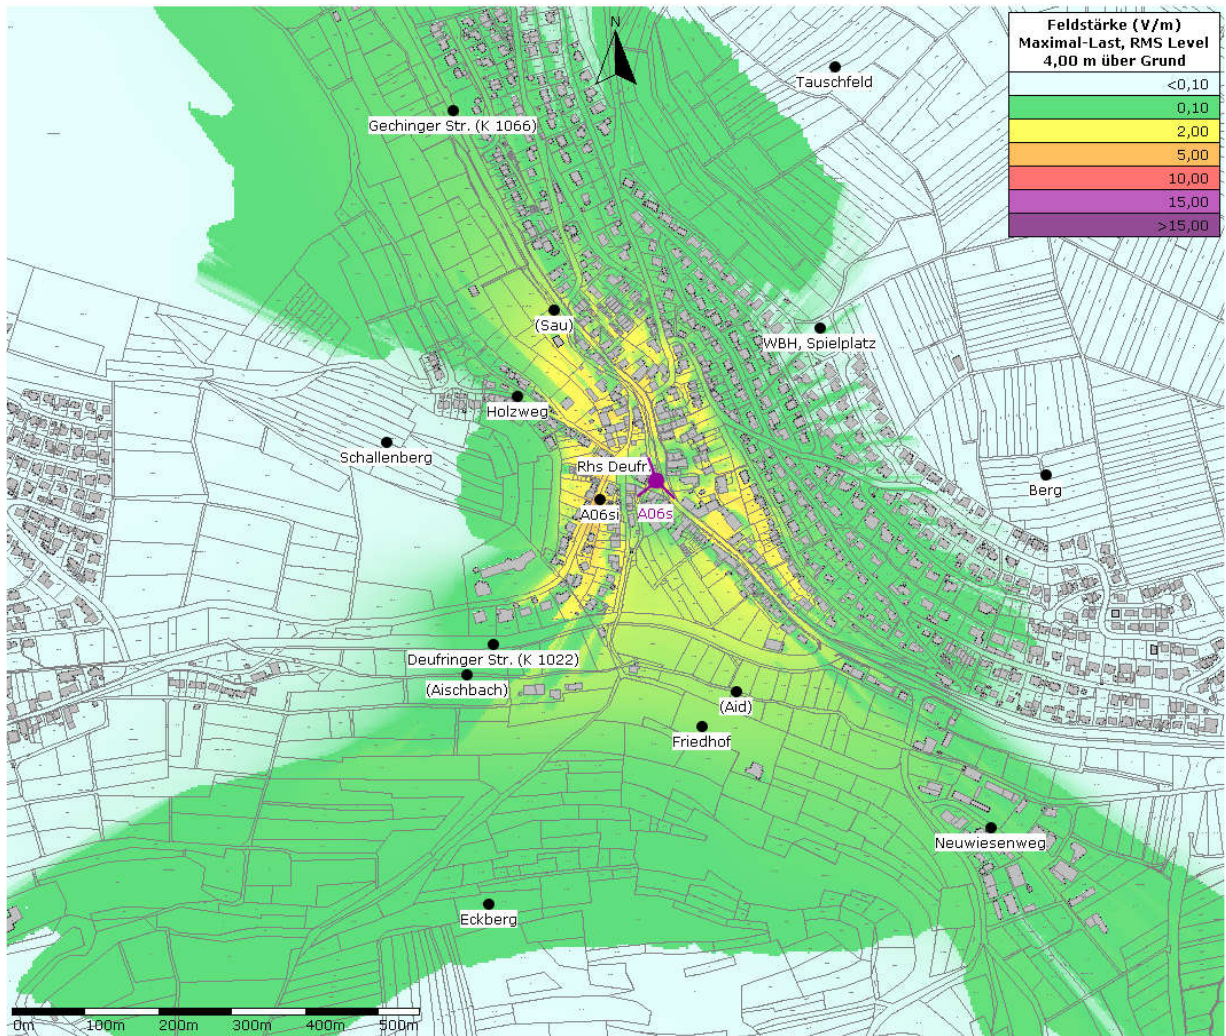 N
Feldstärke (V/m)
Maximal-Last, RMS Level
4,00 m über Grund
<0,10
0,10
2,00
5,00
10,00
15,00
>15,00
Tauschfeld
Gechinger Str. (K 1066)
(Sau)
WBH, Spielplatz
Holzweg
Schallenberg
Rhs Deufr.
Berg
A06si
A06s
Deufringer Str. (K 1022)
(Aischbach)
(Aid)
Friedhof
Neuwiesenweg
Eckberg
0m 100m 200m 300m 400m 500m